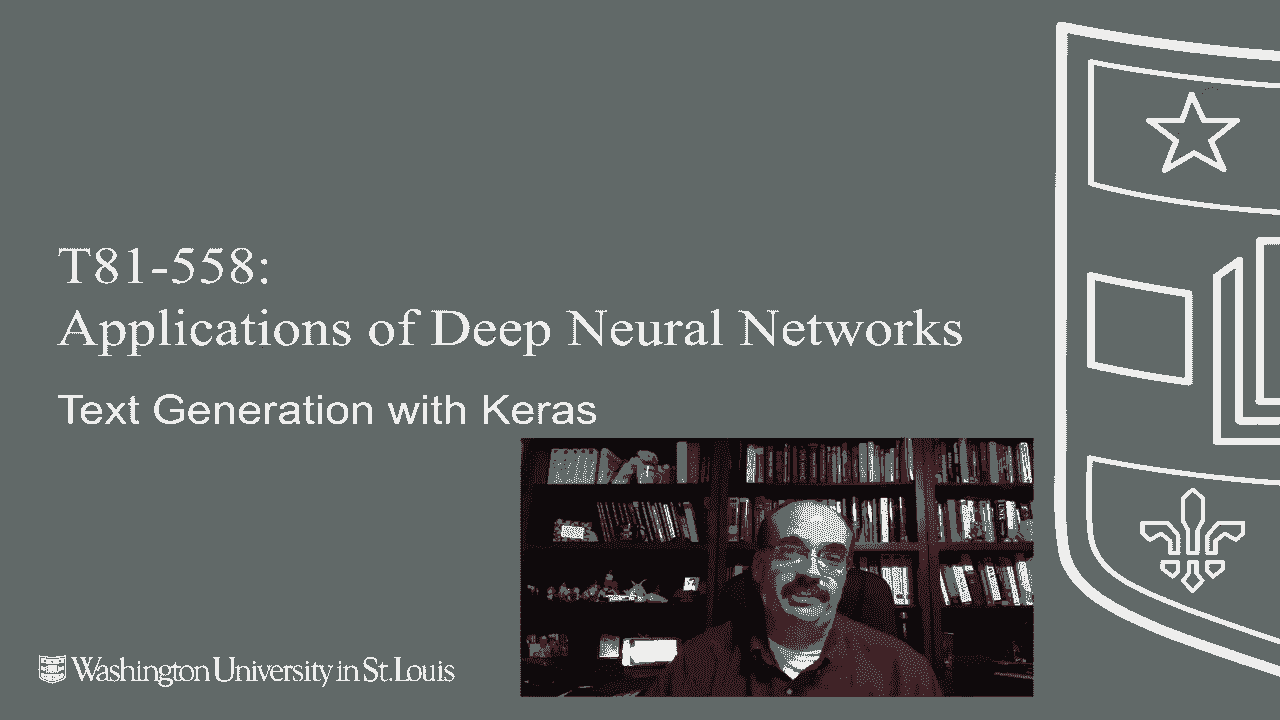 T81-558:
Applications of Deep Neural Networks
Text Generation with Keras
Washington University in St. Louis